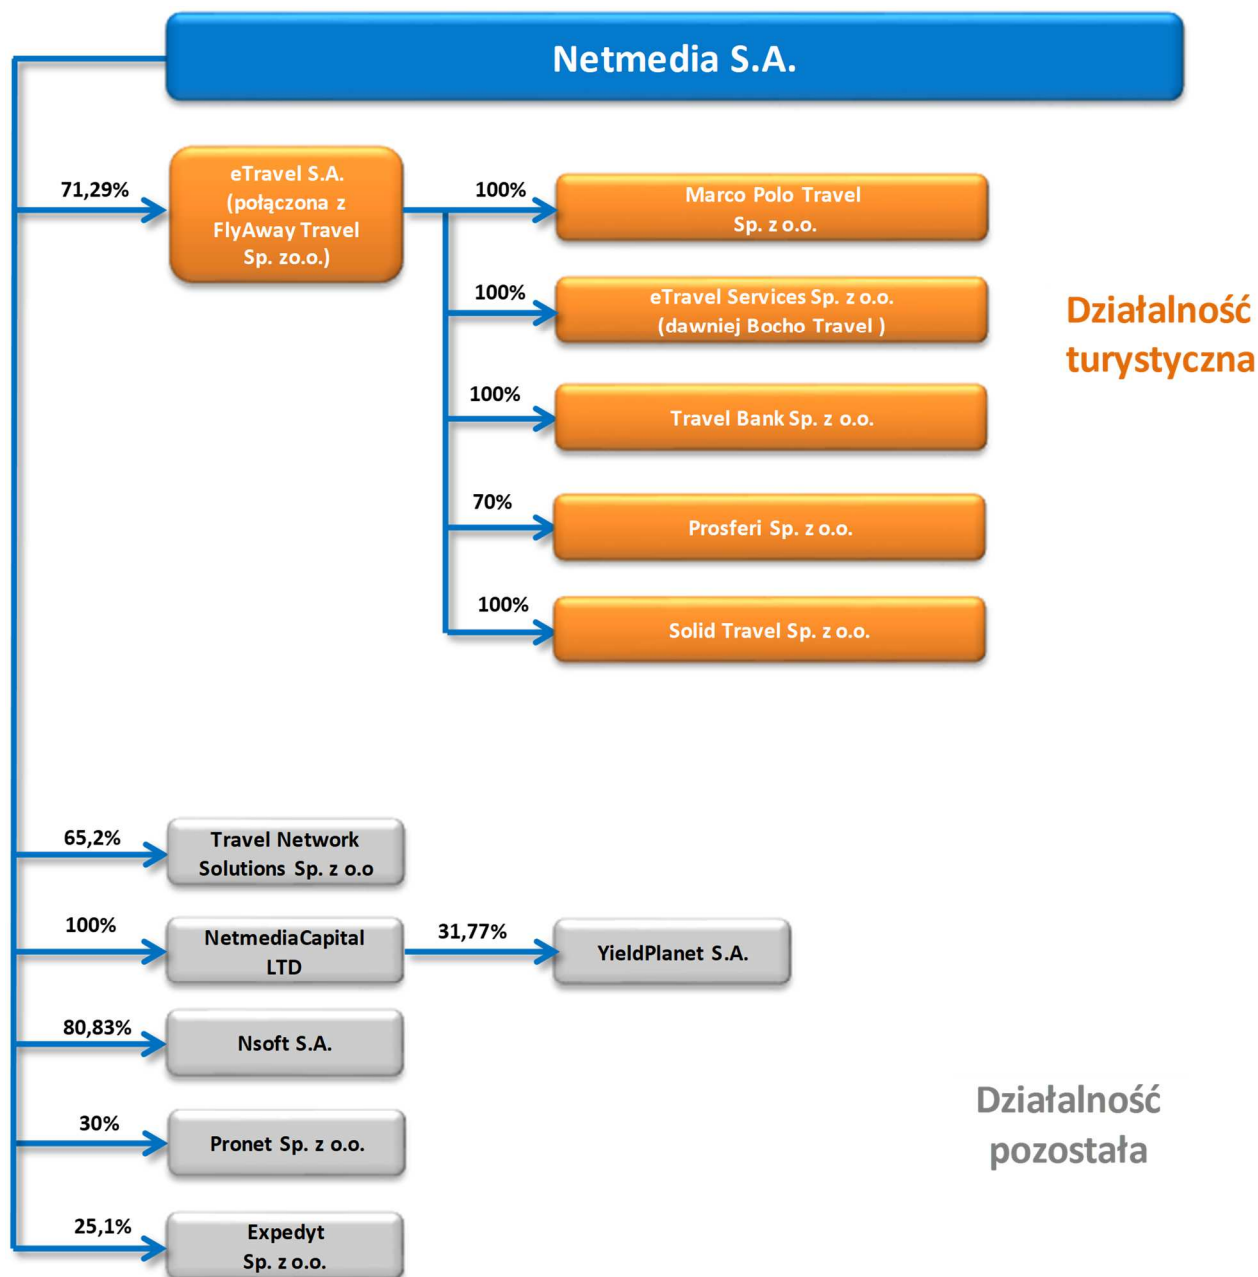 Netmedia S.A.
71,29%
eTravel S.A.
(połączona z
FlyAway Travel
Sp. zo.o.)
100%
Marco Polo Travel
Sp. z o.o.
100%
eTravel Services Sp. z o.o.
(dawniej Bocho Travel )
Działalność
turystyczna
100%
Travel Bank Sp. z o.o.
70%
Prosferi Sp. z o.o.
100%
Solid Travel Sp. z o.o.
65,2%
Travel Network
Solutions Sp. z o.o
100%
NetmediaCapital
LTD
31,77%
YieldPlanet S.A.
80,83%
Nsoft S.A.
30%
Pronet Sp. z o.o.
Działalność
pozostała
25,1%
Expedyt
Sp. z o.o.